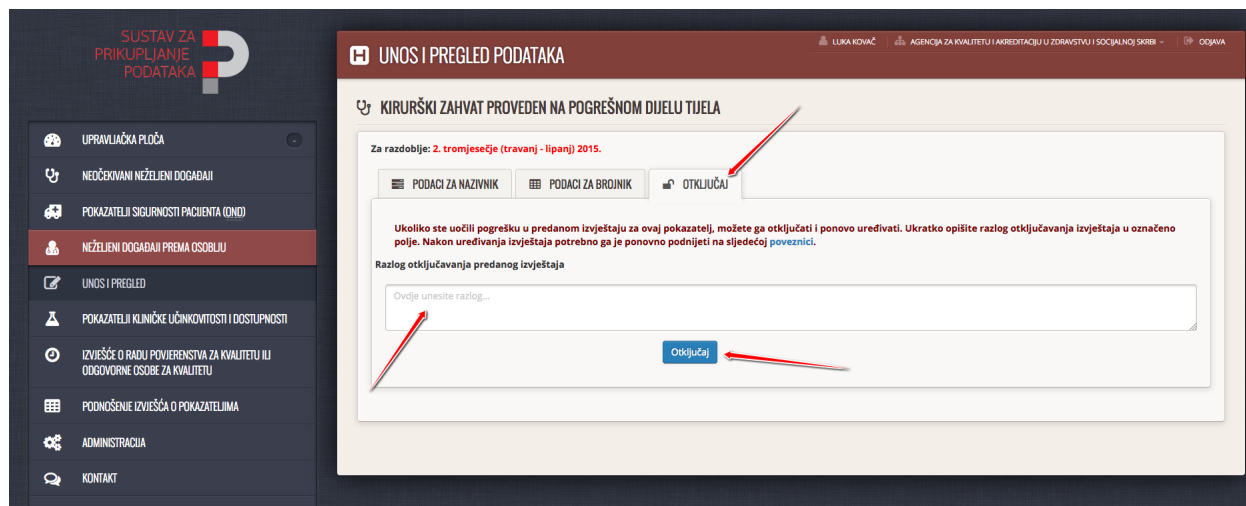 SUSTAV ZA
PRIKUPLJANJE
PODATAKA
UPRAVLJAČKA PLOČA
NEOČEKIVANI NEŽELJENI DOGAĐAJI
POKAZATELJI SIGURNOSTI PACIJENTA (QND)
NEŽELJENI DOGAĐAJI PREMA OSOBLJU
UNOS I PREGLED
POKAZATELJI KLINIČKE UČINKOVITOSTI I DOSTUPNOSTI
IZVJEŠĆE O RADU POVJERENSTVA ZA KVALITETU ILI
ODGOVORNE OSOBE ZA KVALITETU
PODNOŠENJE IZVJEŠĆA O POKAZATELJIMA
ADMINISTRACIJA
KONTAKT
H UNOS I PREGLED PODATAKA
LUKA KOVAČ AGENCIJA ZA KVALITETU I AKREDITACIJU U ZDRAVSTVU I SOCIJALNOJ SKRBI ODJAVA
KIRURŠKI ZAHVAT PROVEDEN NA POGREŠNOM DIJELU TIJELA
Za razdoblje: 2. tromjesečje (travanj - lipanj) 2015.
PODACI ZA NAZIVNIK PODACI ZA BROJNIK OTKLJUČAJ
Ukoliko ste uočili pogrešku u predanom izvještaju za ovaj pokazatelj, možete ga otključati i ponovo uređivati. Ukratko opišite razlog otključavanja izvještaja u označeno
polje. Nakon uređivanja izvještaja potrebno ga je ponovno podnijeti na sljedećoj poveznici.
Razlog otključavanja predanog izvještaja
Ovdje unesite razlog...
Otključaj